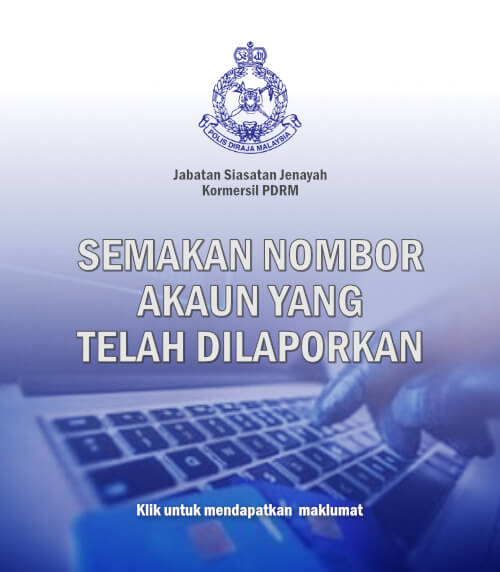 POLIS DIRAJA MALAYSIA
Jabatan Siasatan Jenayah
Kormersil PDRM
SEMAKAN NOMBOR
AKAUN YANG
TELAH DILAPORKAN
Klik untuk mendapatkan maklumat